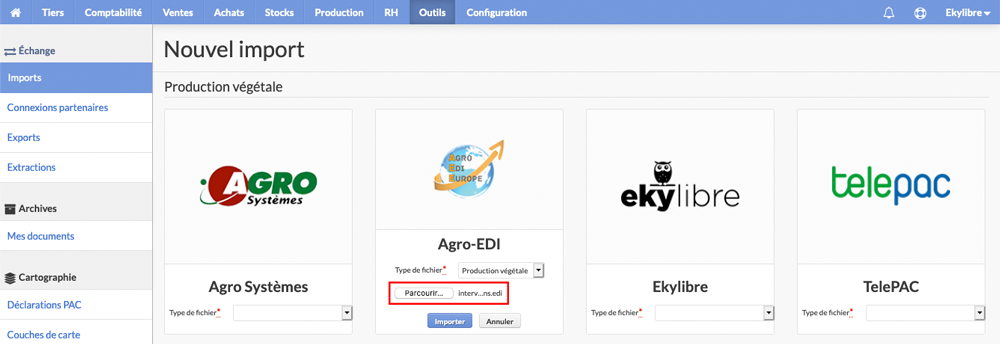 Tiers Comptabilité Ventes Achats Stocks Production RH Outils Configuration Ekylibre
Échange
Imports
Connexions partenaires
Exports
Extractions
Archives
Mes documents
Cartographie
Déclarations PAC
Couches de carte
Nouvel import
Production végétale
AGRO
Systèmes
Agro Systèmes
Type de fichier*
AGRO
EDI
EUROPE
Agro-EDI
Type de fichier* Production végétale
Parcourir... interv...ns.edi
Importer Annuler
ekylibre
Ekylibre
Type de fichier*
telepac
TelePAC
Type de fichier*